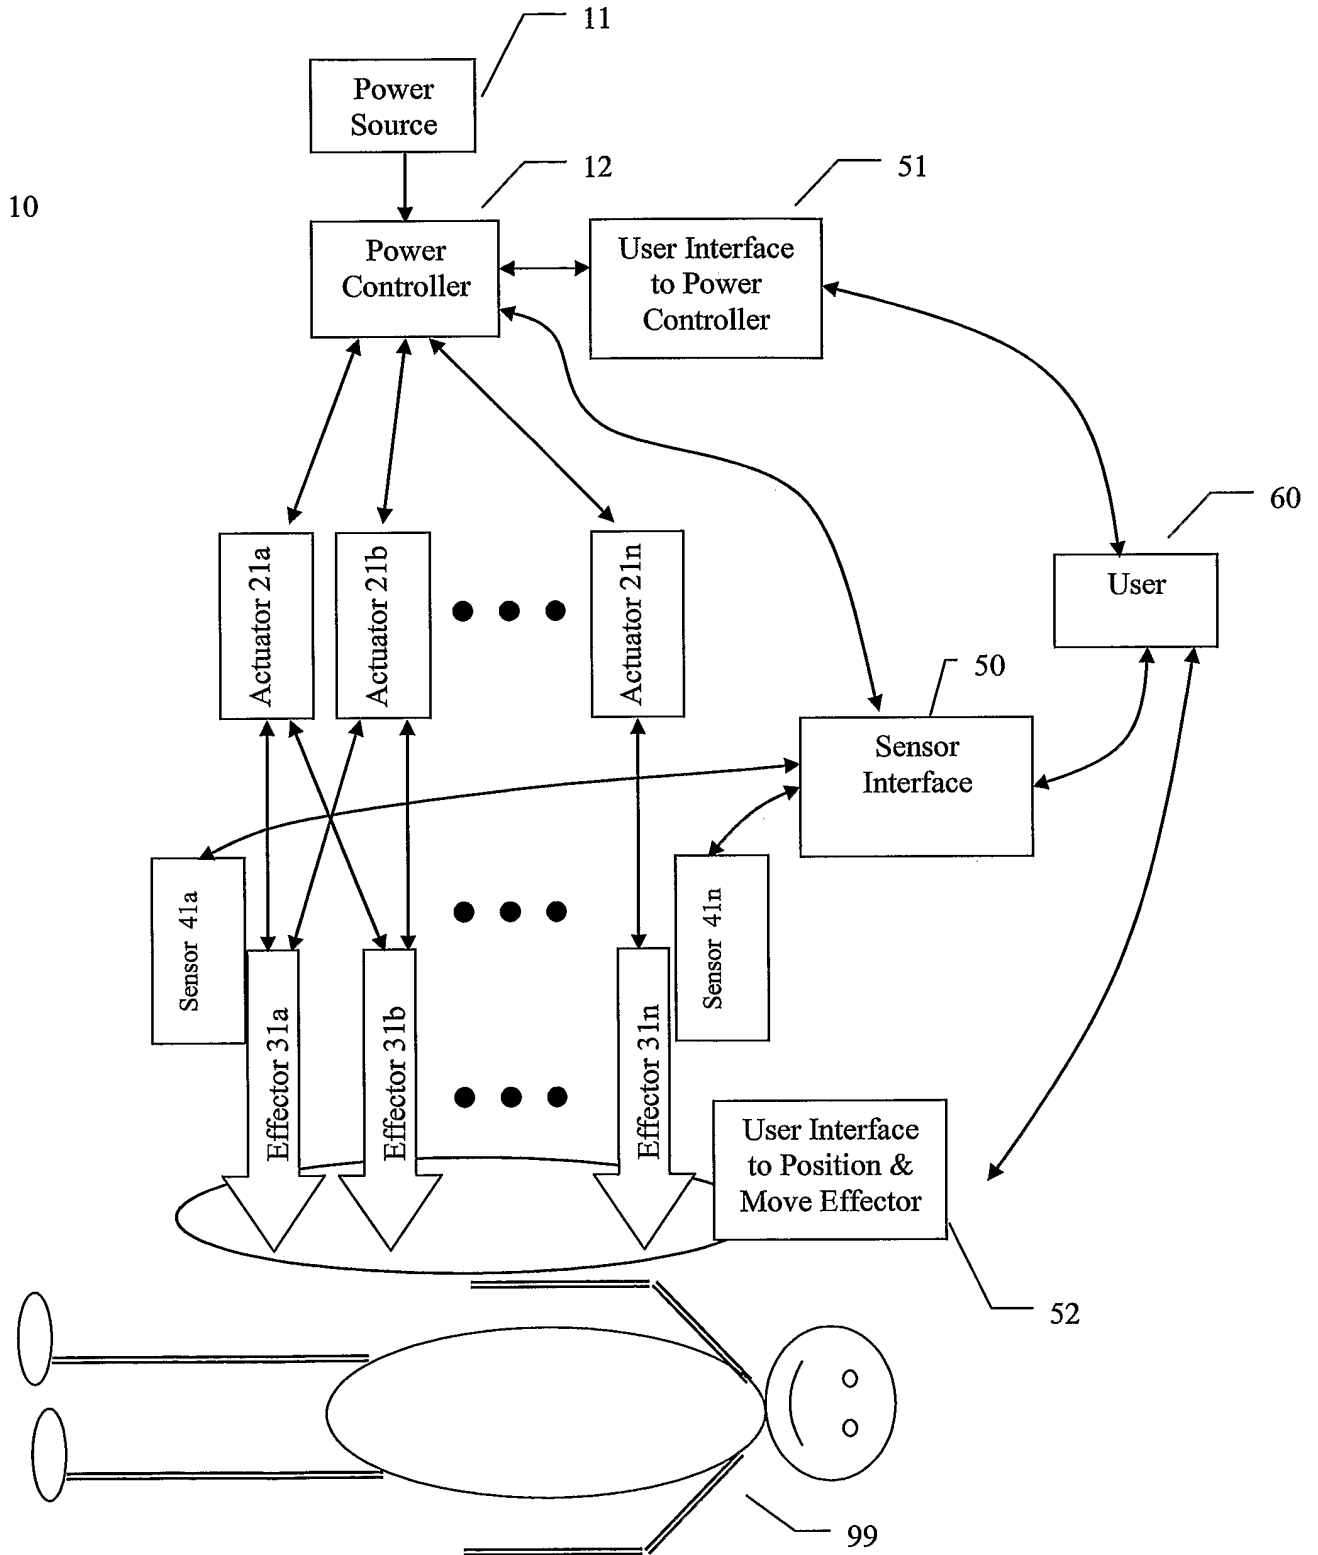 11
Power
Source
12
51
10
Power
Controller
User Interface
to Power
Controller
60
User
Actuator 21a
Actuator 21b
Actuator 21n
50
Sensor
Interface
Sensor 41a
Sensor 41n
Effector 31a
Effector 31b
Effector 31n
User Interface
to Position &
Move Effector
52
99